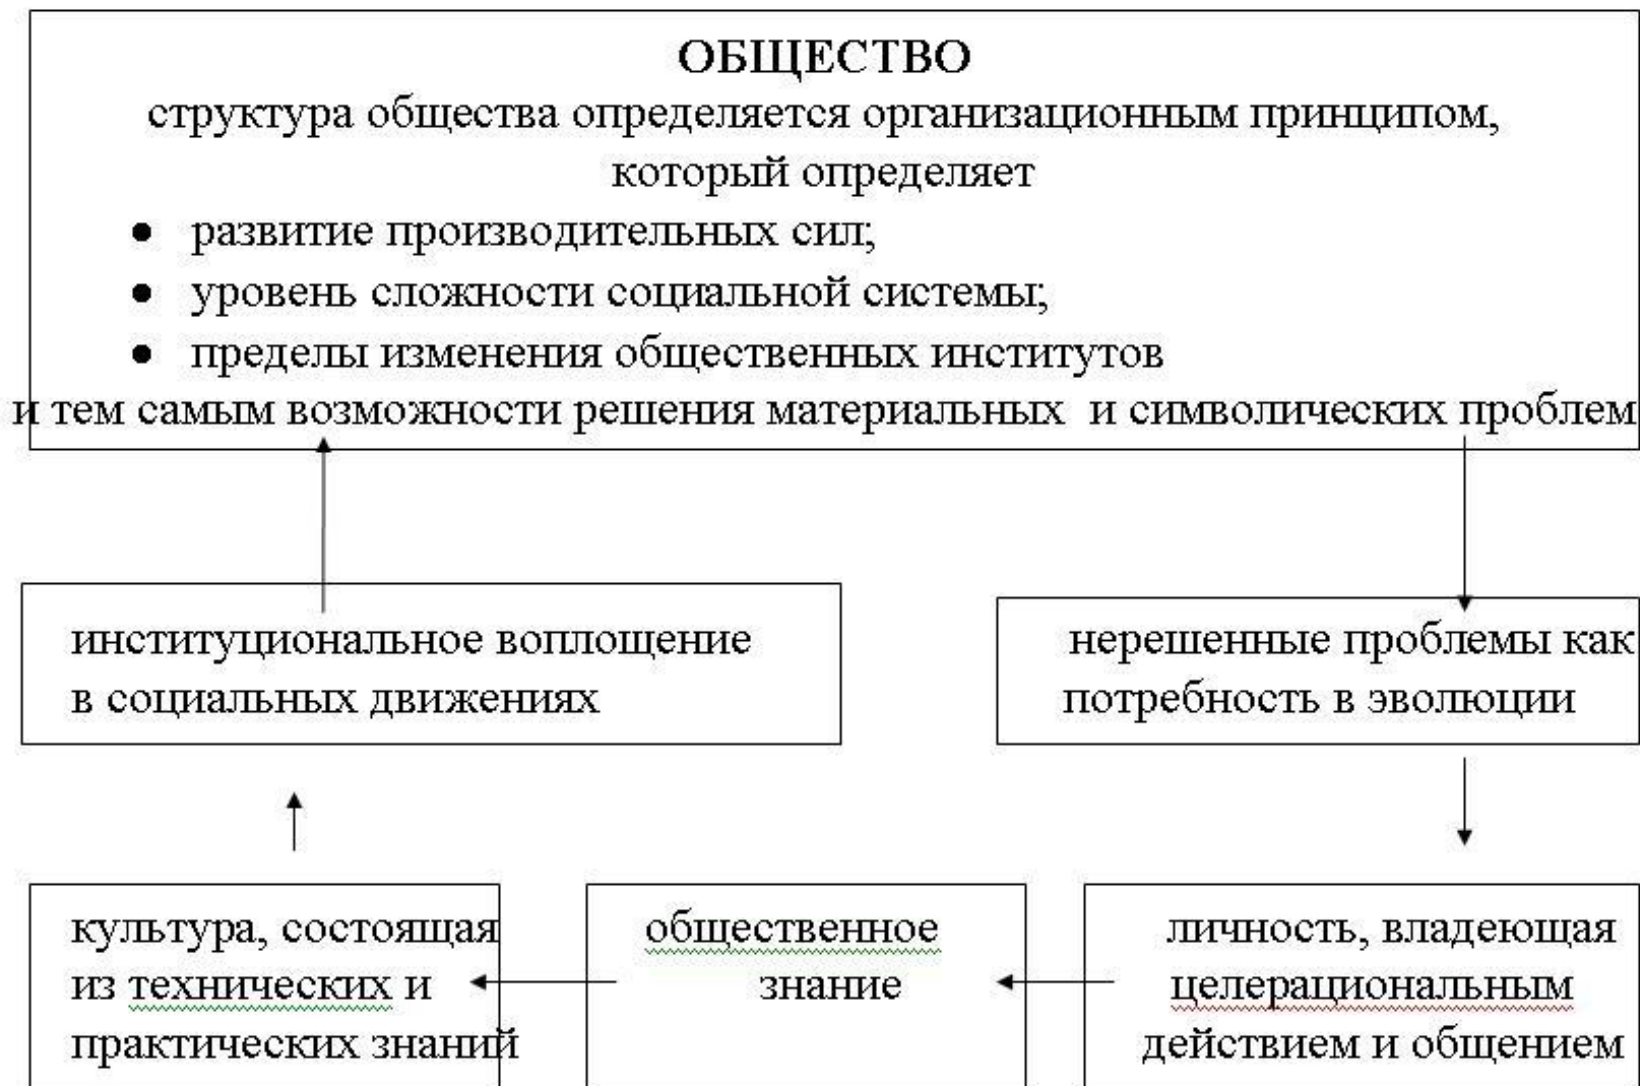 ОБЩЕСТВО
структура общества определяется организационным принципом,
который определяет
● развитие производительных сил;
● уровень сложности социальной системы;
● пределы изменения общественных институтов
и тем самым возможности решения материальных и символических проблем
институциональное воплощение
в социальных движениях
нерешенные проблемы как
потребность в эволюции
культура, состоящая
из технических и
практических знаний
общественное
знание
личность, владеющая
целерациональным
действием и общением